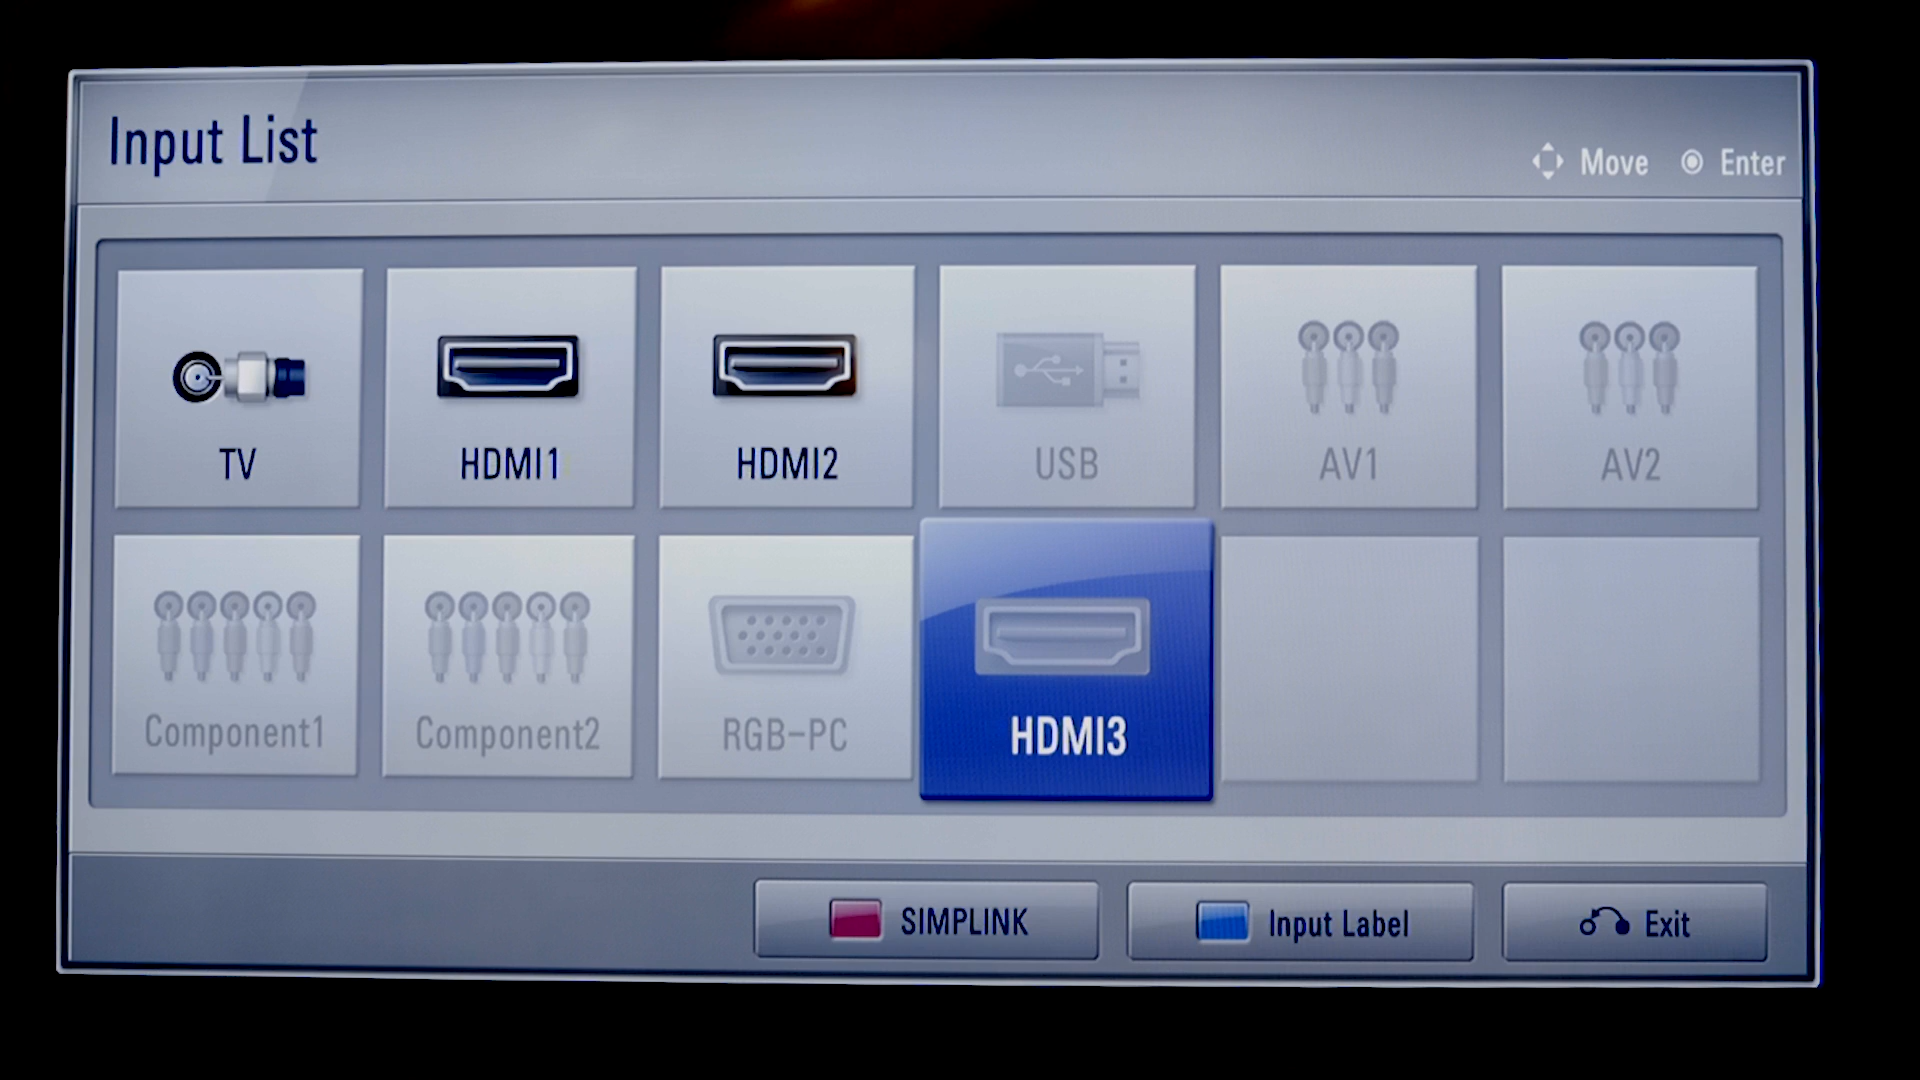 Input List
Move Enter
TV HDMI1 HDMI2 USB AV1 AV2
Component1 Component2 RGB-PC HDMI3
SIMPLINK Input Label Exit